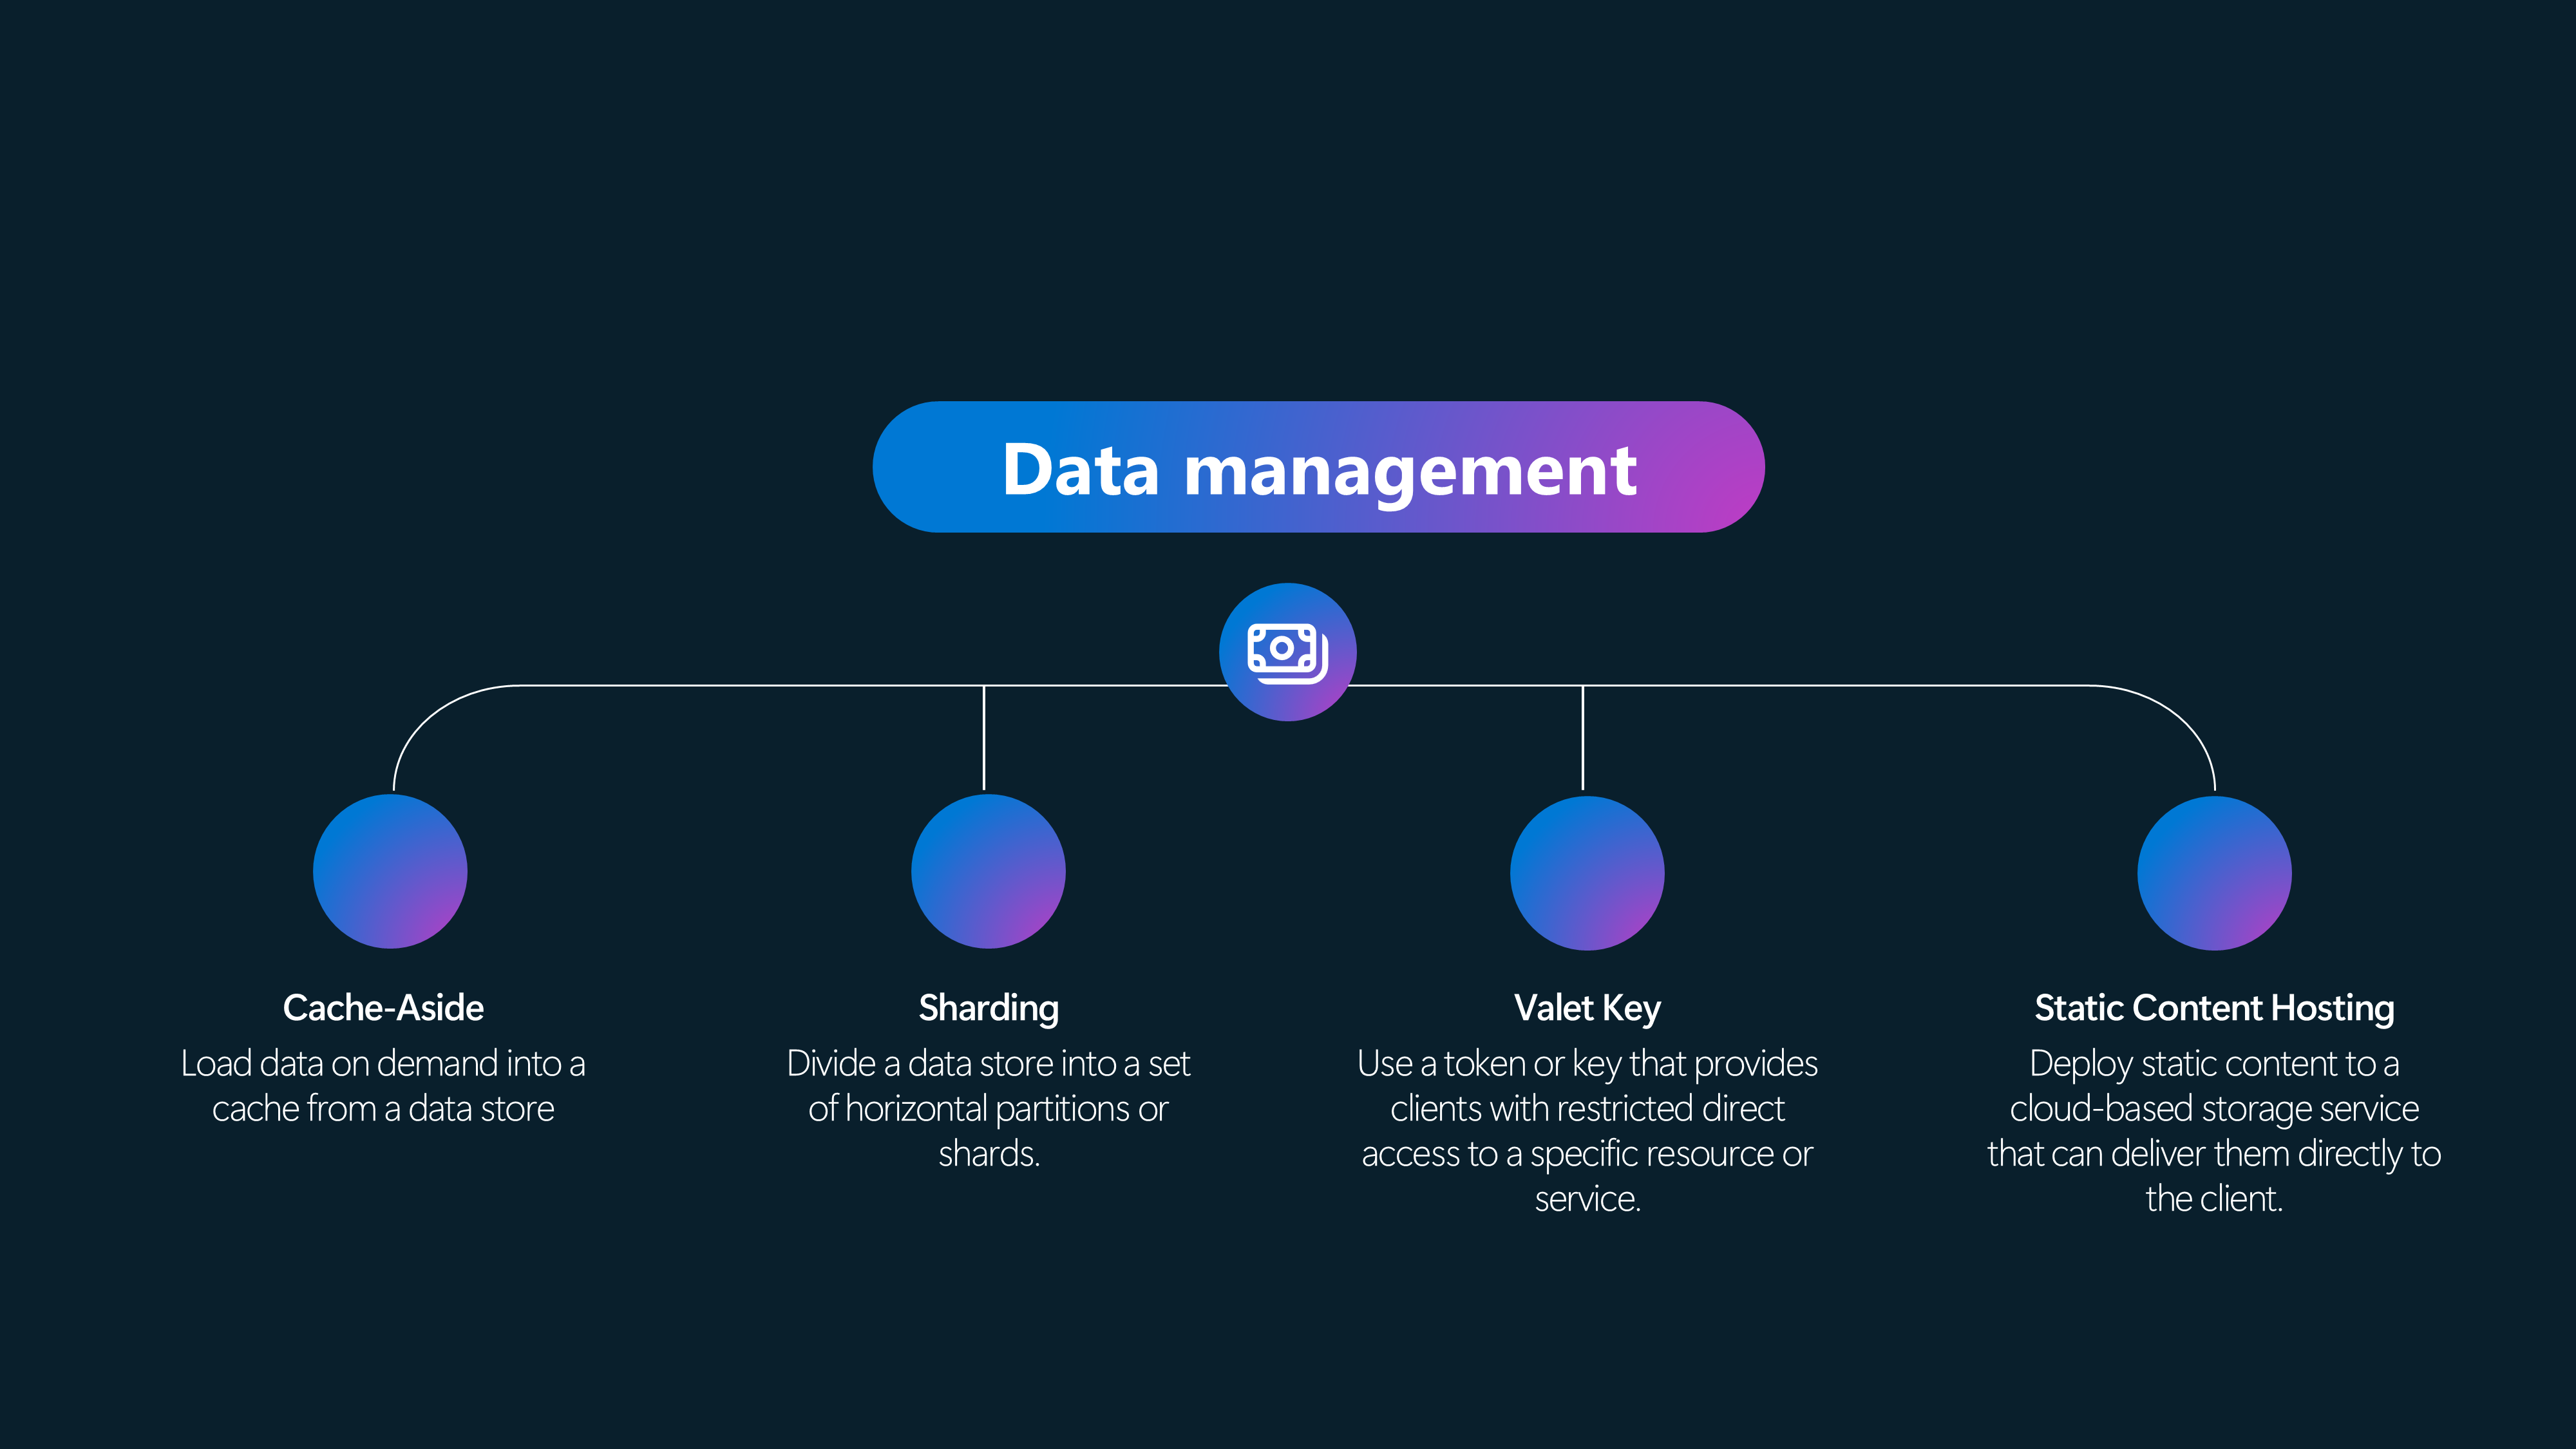 Data management
Cache-Aside
Load data on demand into a
cache from a data store
Sharding
Divide a data store into a set
of horizontal partitions or
shards.
Valet Key
Use a token or key that provides
clients with restricted direct
access to a specific resource or
service.
Static Content Hosting
Deploy static content to a
cloud-based storage service
that can deliver them directly to
the client.